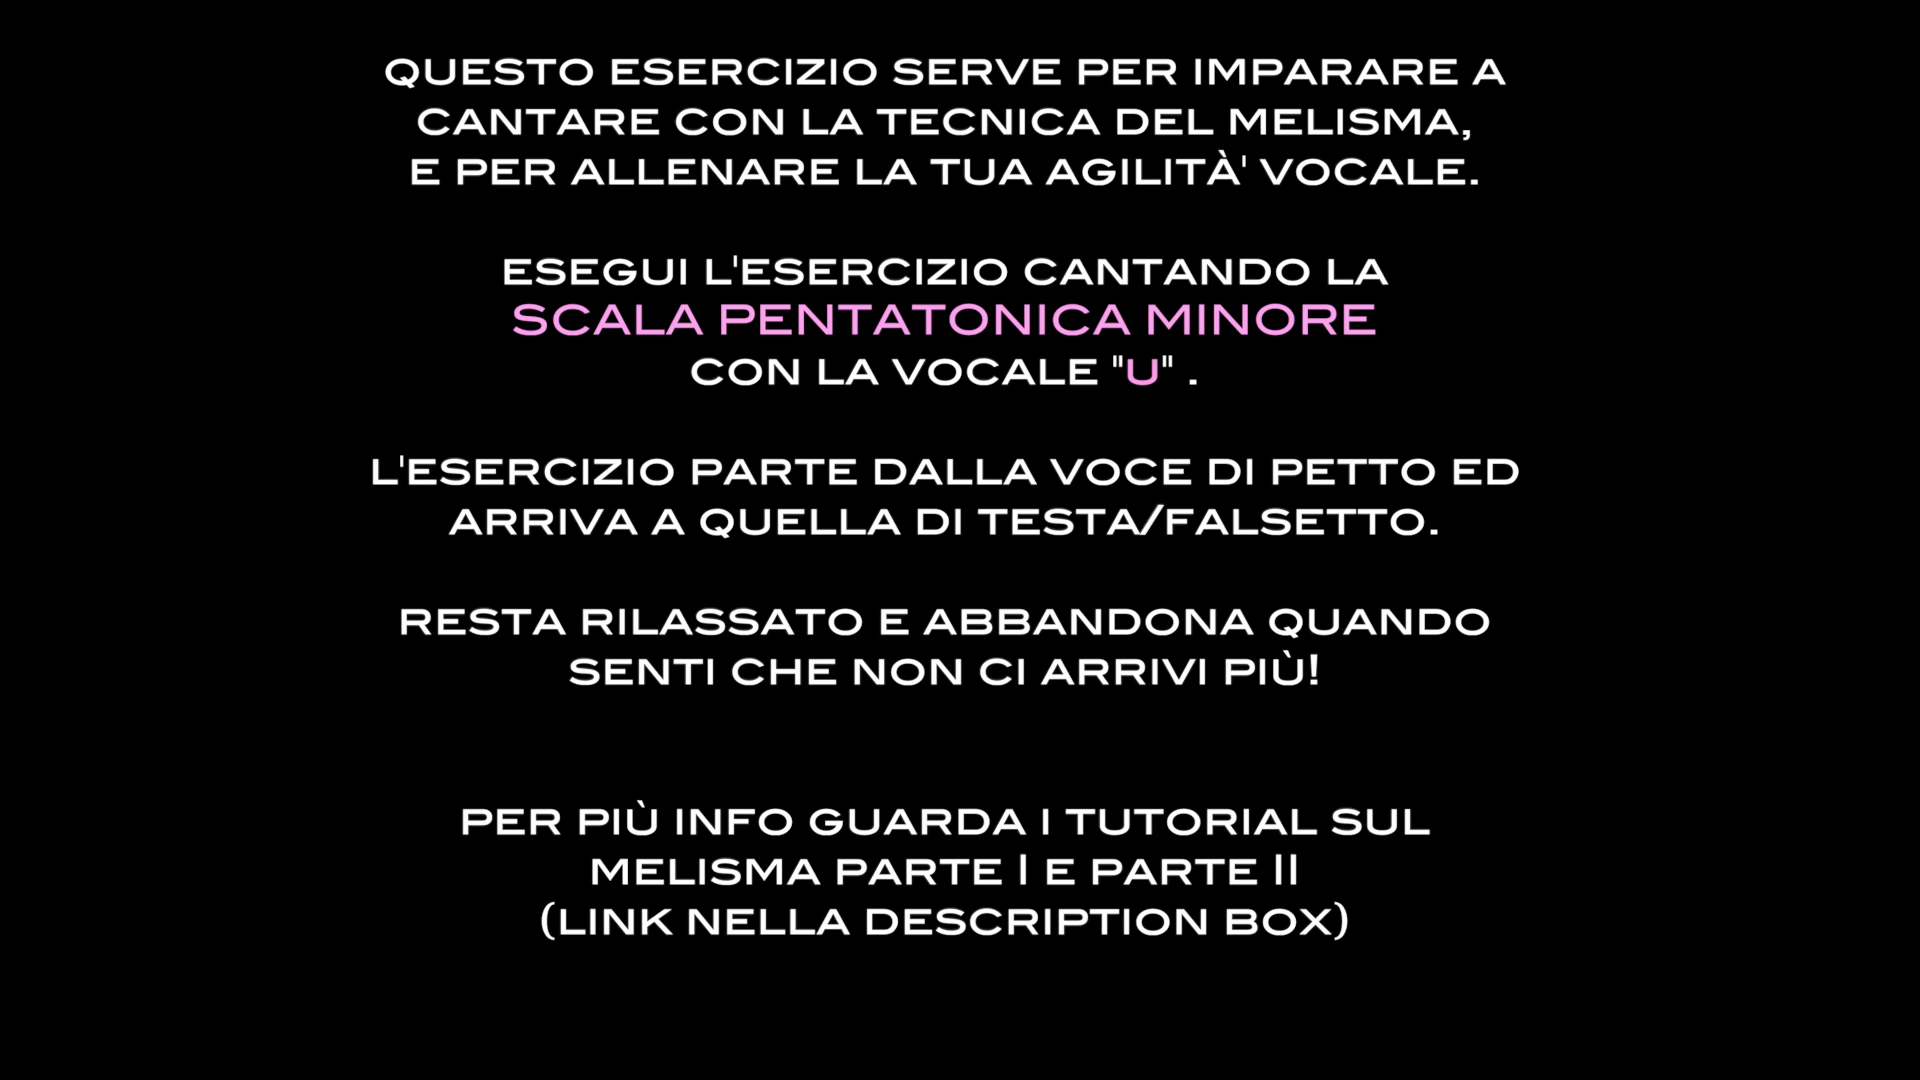 QUESTO ESERCIZIO SERVE PER IMPARARE A
CANTARE CON LA TECNICA DEL MELISMA,
E PER ALLENARE LA TUA AGILITÀ' VOCALE.
ESEGUI L'ESERCIZIO CANTANDO LA
SCALA PENTATONICA MINORE
CON LA VOCALE "U" .
L'ESERCIZIO PARTE DALLA VOCE DI PETTO ED
ARRIVA A QUELLA DI TESTA/FALSETTO.
RESTA RILASSATO E ABBANDONA QUANDO
SENTI CHE NON CI ARRIVI PIÙ!
PER PIÙ INFO GUARDA I TUTORIAL SUL
MELISMA PARTE I E PARTE II
(LINK NELLA DESCRIPTION BOX)